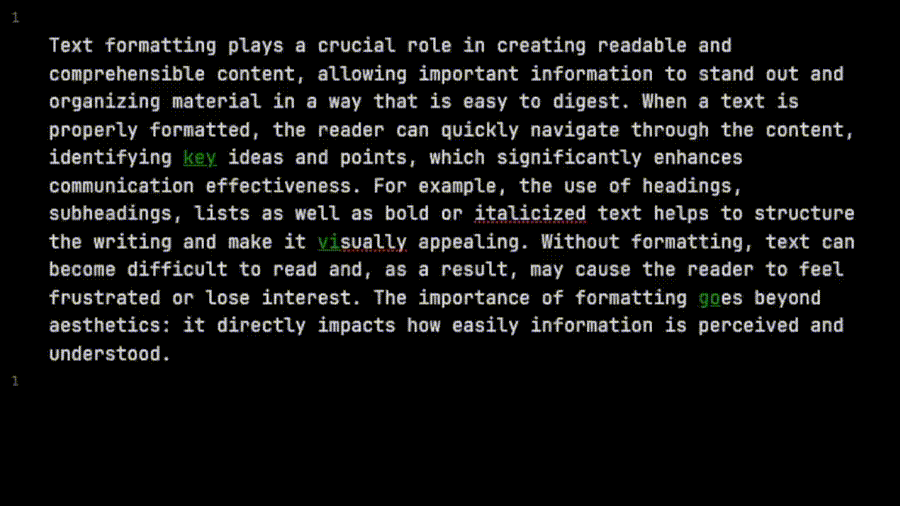 1
Text formatting plays a crucial role in creating readable and
comprehensible content, allowing important information to stand out and
organizing material in a way that is easy to digest. When a text is
properly formatted, the reader can quickly navigate through the content,
identifying key ideas and points, which significantly enhances
communication effectiveness. For example, the use of headings,
subheadings, lists as well as bold or italicized text helps to structure
the writing and make it visually appealing. Without formatting, text can
become difficult to read and, as a result, may cause the reader to feel
frustrated or lose interest. The importance of formatting goes beyond
aesthetics: it directly impacts how easily information is perceived and
understood.
1